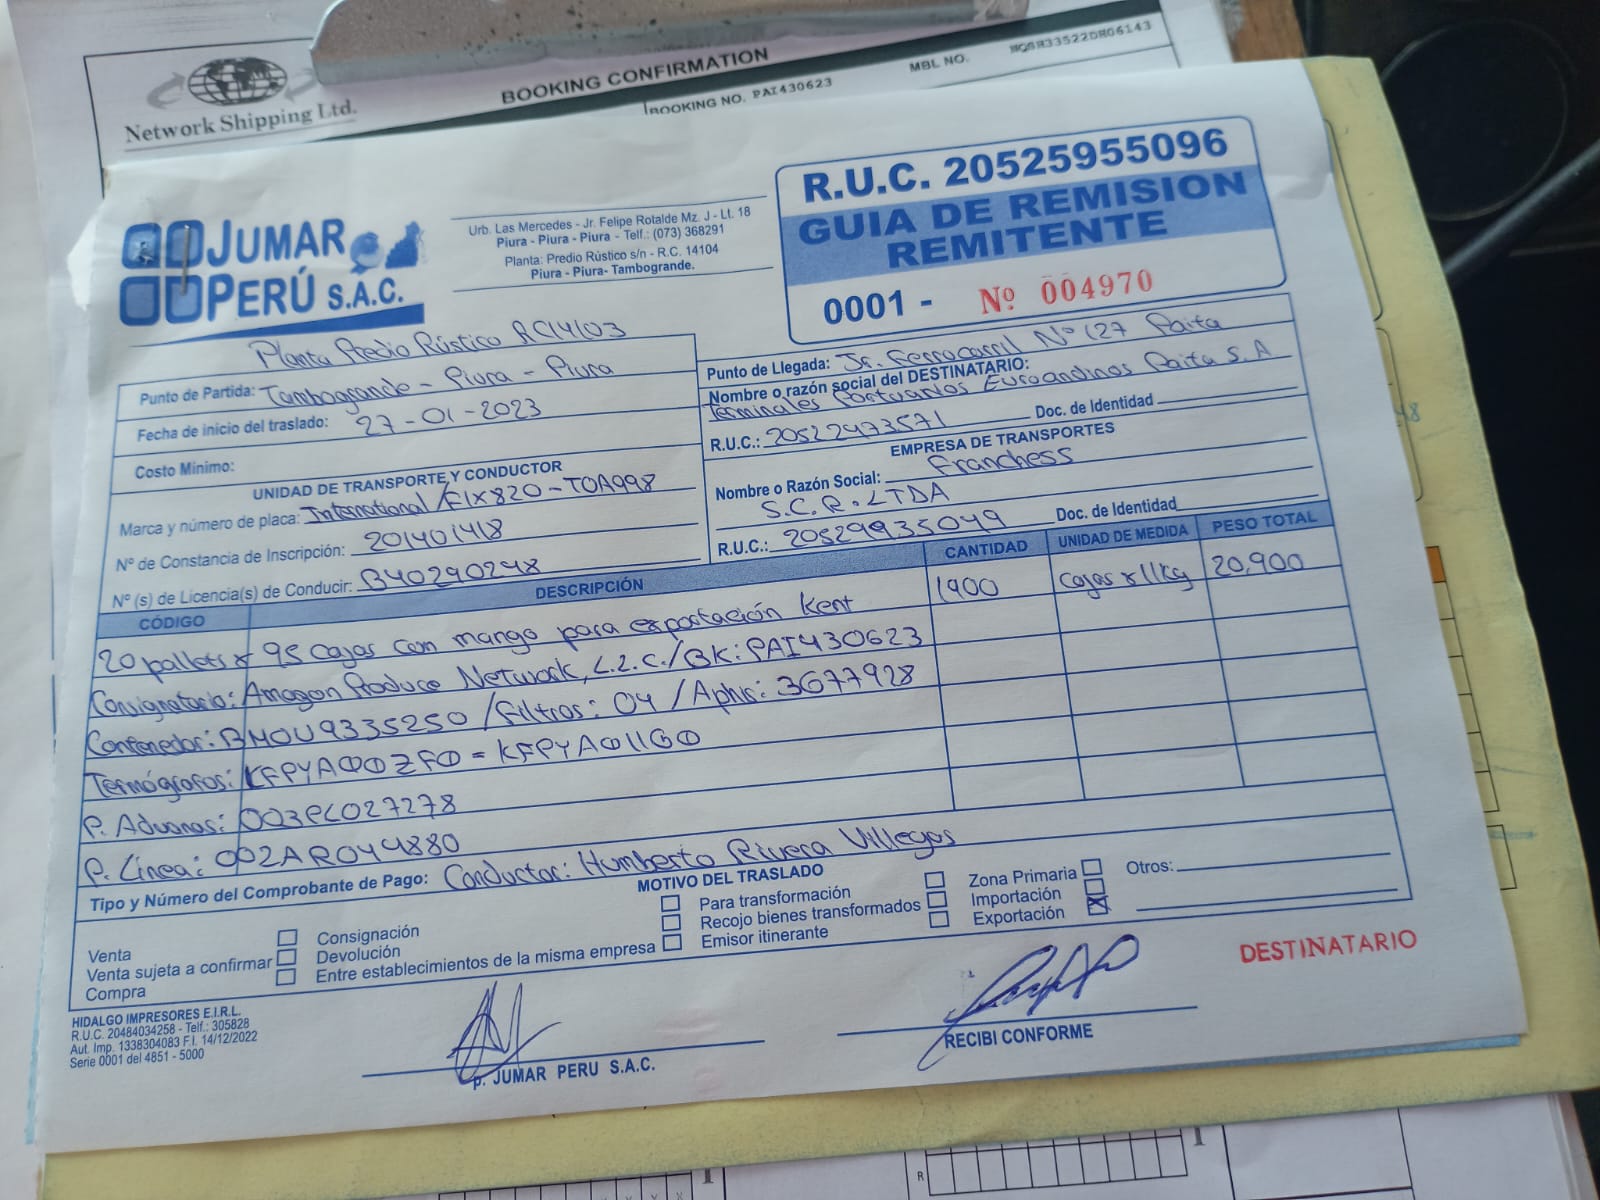 Network Shipping Ltd.
BOOKING CONFIRMATION
BOOKING NO. PAI430623
MBL NO.
JUMAR
PERÚ S.A.C.
Urb. Las Mercedes - Jr. Felipe Rotalde Mz. J - Lt. 18
Piura - Piura - Piura - Telf.: (073) 368291
Planta: Predio Rústico s/n - R.C. 14104
Piura - Piura- Tambogrande.
R.U.C. 20525955096
GUIA DE REMISION
REMITENTE
0001 - Nº 004970
Planta Predio Rústico RC14103
Punto de Partida: Tambogrande - Piura - Piura
Fecha de inicio del traslado: 27-01-2023
Costo Mínimo:
UNIDAD DE TRANSPORTE Y CONDUCTOR
Marca y número de placa: International / F1X820 - T0A998
Nº de Constancia de Inscripción: 201401418
Nº (s) de Licencia(s) de Conducir: B40290248
Punto de Llegada: Jr. Ferrocarril Nº 127 Paita
Nombre o razón social del DESTINATARIO:
Terminales Portuarios Euroandinos Paita S.A
R.U.C.: 20522473571 Doc. de Identidad
EMPRESA DE TRANSPORTES
Nombre o Razón Social: Franchess
S.C.R. LTDA
R.U.C.: 20529935049 Doc. de Identidad
CÓDIGO DESCRIPCIÓN CANTIDAD UNIDAD DE MEDIDA PESO TOTAL
20 pallets x 95 cajas con mango para exportación Kent 1900 Cajas x 11kg 20,900
Consignatario: Amazon Produce Network, L.L.C. / BK: PAI430623
Contenedor: BMOU9335250 / Filtros: 04 / Aphis: 3677928
Termógrafos: KFPYA00ZF0 = KFPYA011G0
P. Aduanas: 003PL027278
P. Línea: 002AR044880
Tipo y Número del Comprobante de Pago: Conductor: Humberto Rivera Villegas
MOTIVO DEL TRASLADO
Venta
Venta sujeta a confirmar
Compra
Consignación
Devolución
Entre establecimientos de la misma empresa
Para transformación
Recojo bienes transformados
Emisor itinerante
Zona Primaria
Importación
Exportación
Otros:
HIDALGO IMPRESORES E.I.R.L.
R.U.C. 20484034258 - Telf.: 305828
Aut. Imp. 1338304083 F.I. 14/12/2022
Serie 0001 del 4851 - 5000
p. JUMAR PERU S.A.C.
RECIBI CONFORME
DESTINATARIO